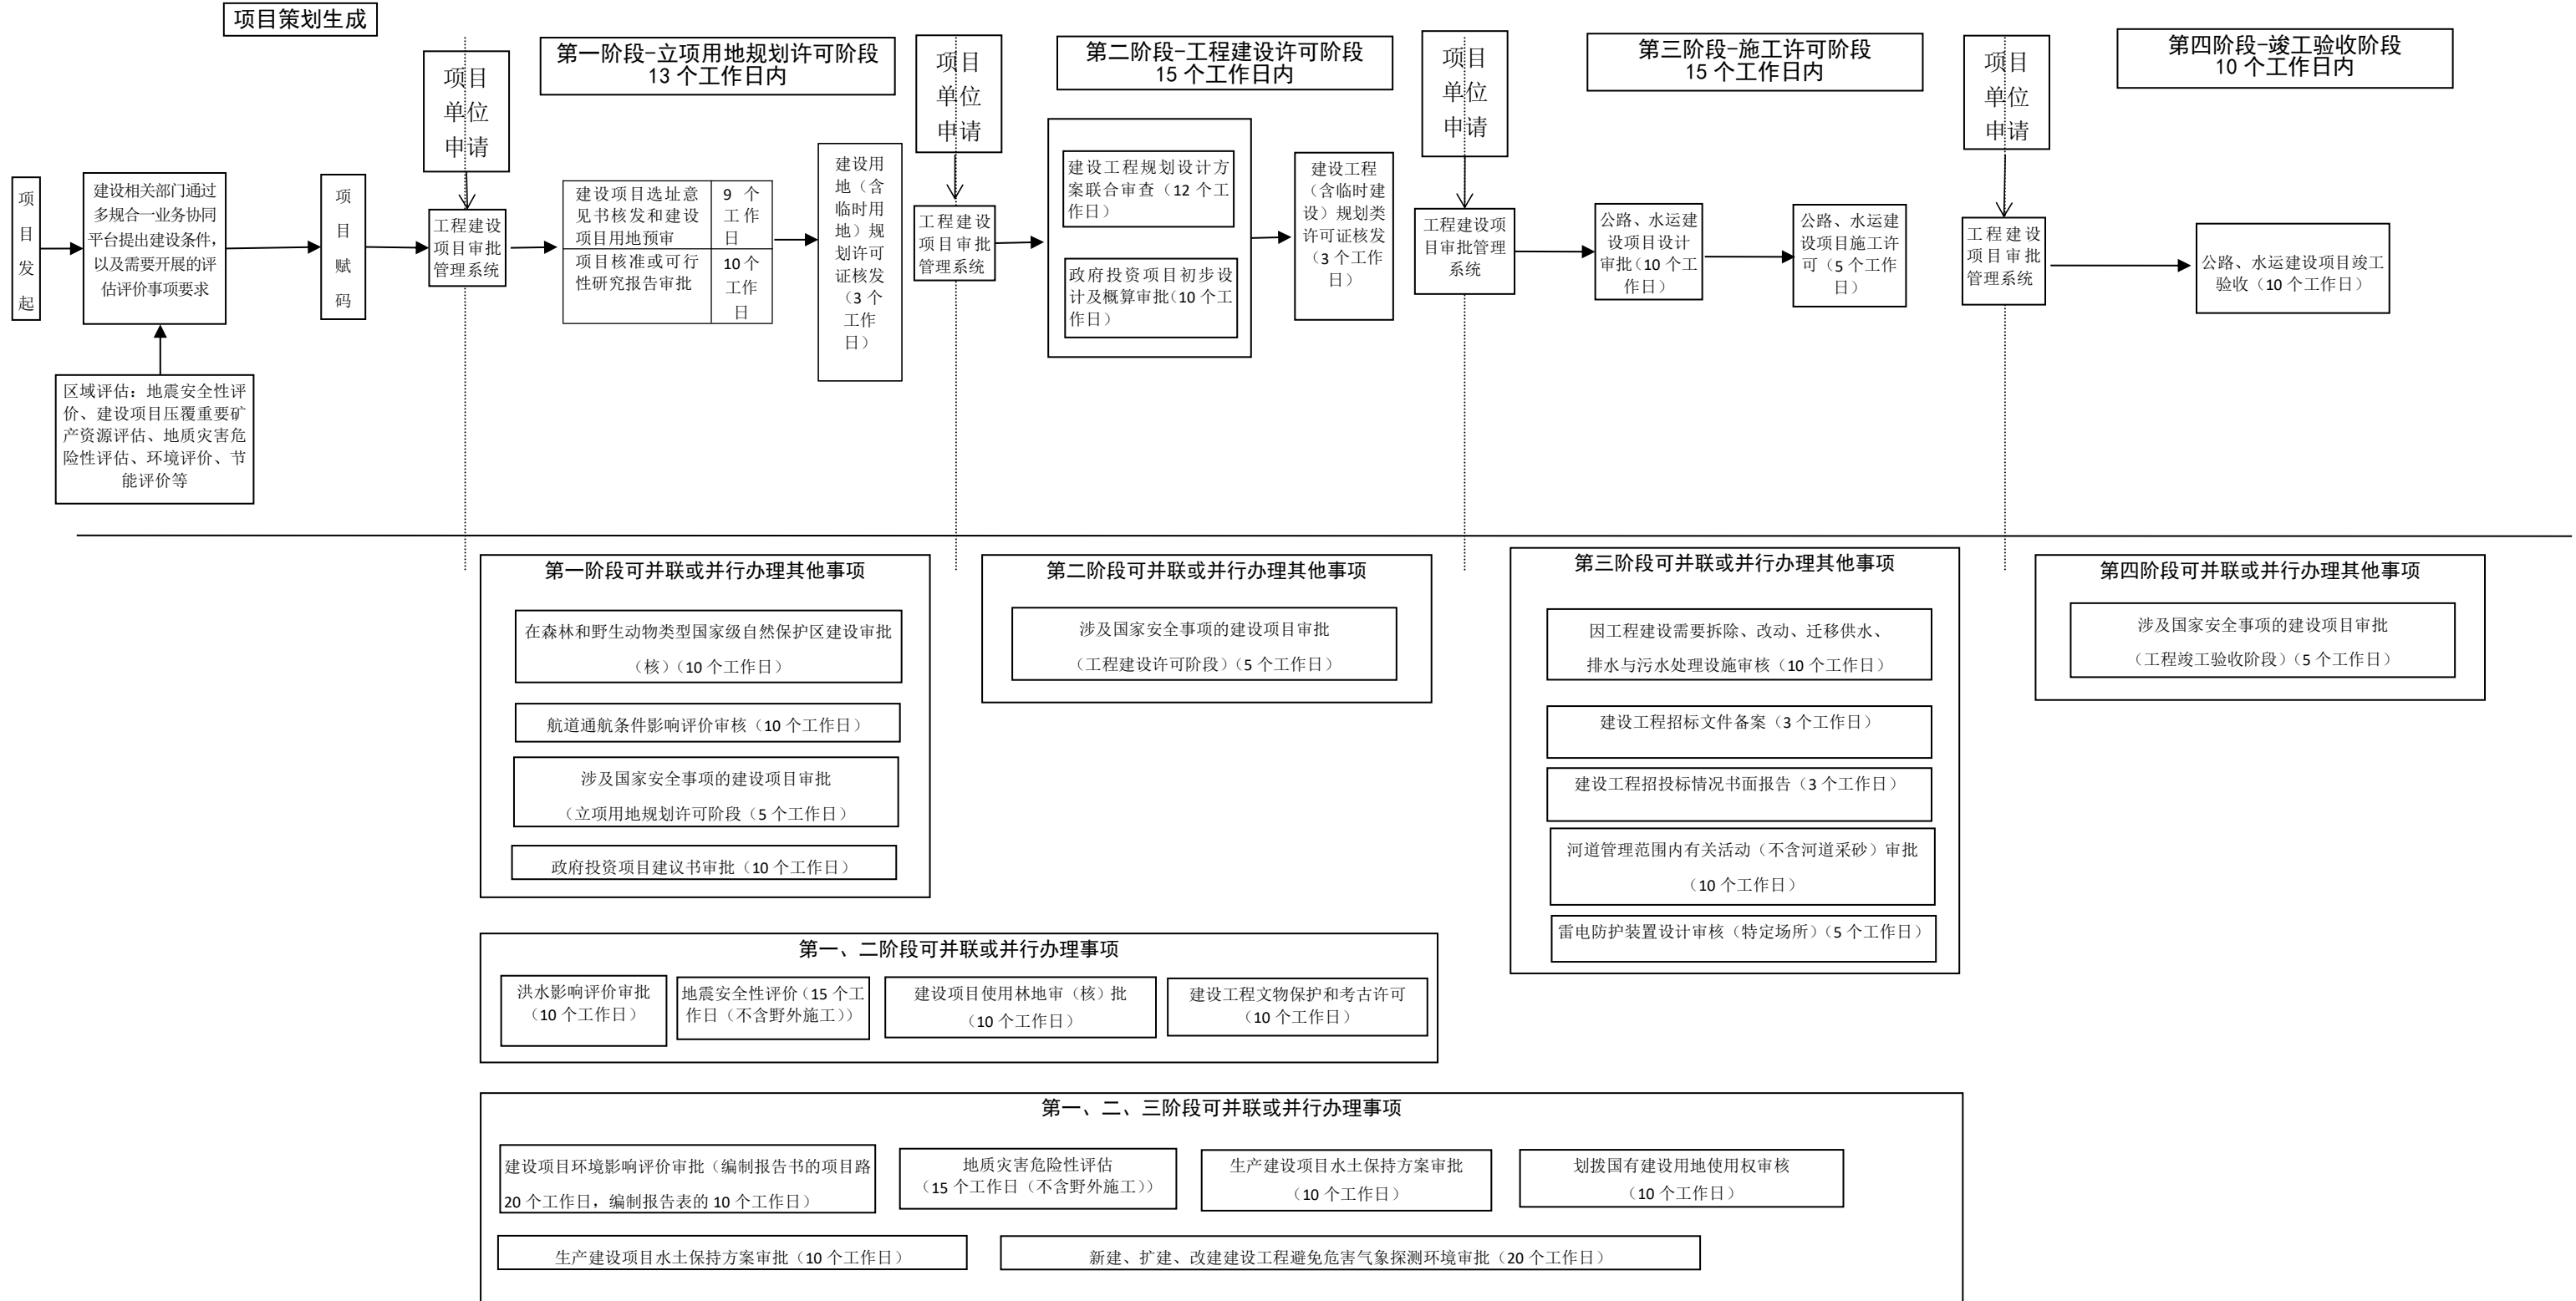 项目策划生成
项
目
发
起
建设相关部门通过
多规合一业务协同
平台提出建设条件,
以及需要开展的评
估评价事项要求
区域评估：地震安全性评
价、建设项目压覆重要矿
产资源评估、地质灾害危
险性评估、环境评价、节
能评价等
项
目
赋
码
项目
单位
申请
工程建设
项目审批
管理系统
第一阶段-立项用地规划许可阶段
13 个工作日内
建设项目选址意
见书核发和建设
项目用地预审
9 个
工作
日
项目核准或可行
性研究报告审批
10 个
工作
日
建设用
地（含
临时用
地）规
划许可
证核发
（3 个
工作
日）
项目
单位
申请
工程建设
项目审批
管理系统
第二阶段-工程建设许可阶段
15 个工作日内
建设工程规划设计方
案联合审查（12 个工
作日）
政府投资项目初步设
计及概算审批（10 个工
作日）
建设工程
（含临时建
设）规划类
许可证核发
（3 个工作
日）
项目
单位
申请
工程建设项
目审批管理
系统
第三阶段-施工许可阶段
15 个工作日内
公路、水运建
设项目设计
审批（10 个工
作日）
公路、水运建
设项目施工许
可（5 个工作
日）
项目
单位
申请
工程建设
项目审批
管理系统
第四阶段-竣工验收阶段
10 个工作日内
公路、水运建设项目竣工
验收（10 个工作日）
第一阶段可并联或并行办理其他事项
在森林和野生动物类型国家级自然保护区建设审批
（核）（10 个工作日）
航道通航条件影响评价审核（10 个工作日）
涉及国家安全事项的建设项目审批
（立项用地规划许可阶段（5 个工作日）
政府投资项目建议书审批（10 个工作日）
第二阶段可并联或并行办理其他事项
涉及国家安全事项的建设项目审批
（工程建设许可阶段）（5 个工作日）
第三阶段可并联或并行办理其他事项
因工程建设需要拆除、改动、迁移供水、
排水与污水处理设施审核（10 个工作日）
建设工程招标文件备案（3 个工作日）
建设工程招投标情况书面报告（3 个工作日）
河道管理范围内有关活动（不含河道采砂）审批
（10 个工作日）
雷电防护装置设计审核（特定场所）（5 个工作日）
第四阶段可并联或并行办理其他事项
涉及国家安全事项的建设项目审批
（工程竣工验收阶段）（5 个工作日）
第一、二阶段可并联或并行办理事项
洪水影响评价审批
（10 个工作日）
地震安全性评价（15 个工
作日（不含野外施工））
建设项目使用林地审（核）批
（10 个工作日）
建设工程文物保护和考古许可
（10 个工作日）
第一、二、三阶段可并联或并行办理事项
建设项目环境影响评价审批（编制报告书的项目路
20 个工作日，编制报告表的 10 个工作日）
地质灾害危险性评估
（15 个工作日（不含野外施工））
生产建设项目水土保持方案审批
（10 个工作日）
划拨国有建设用地使用权审核
（10 个工作日）
生产建设项目水土保持方案审批（10 个工作日）
新建、扩建、改建建设工程避免危害气象探测环境审批（20 个工作日）